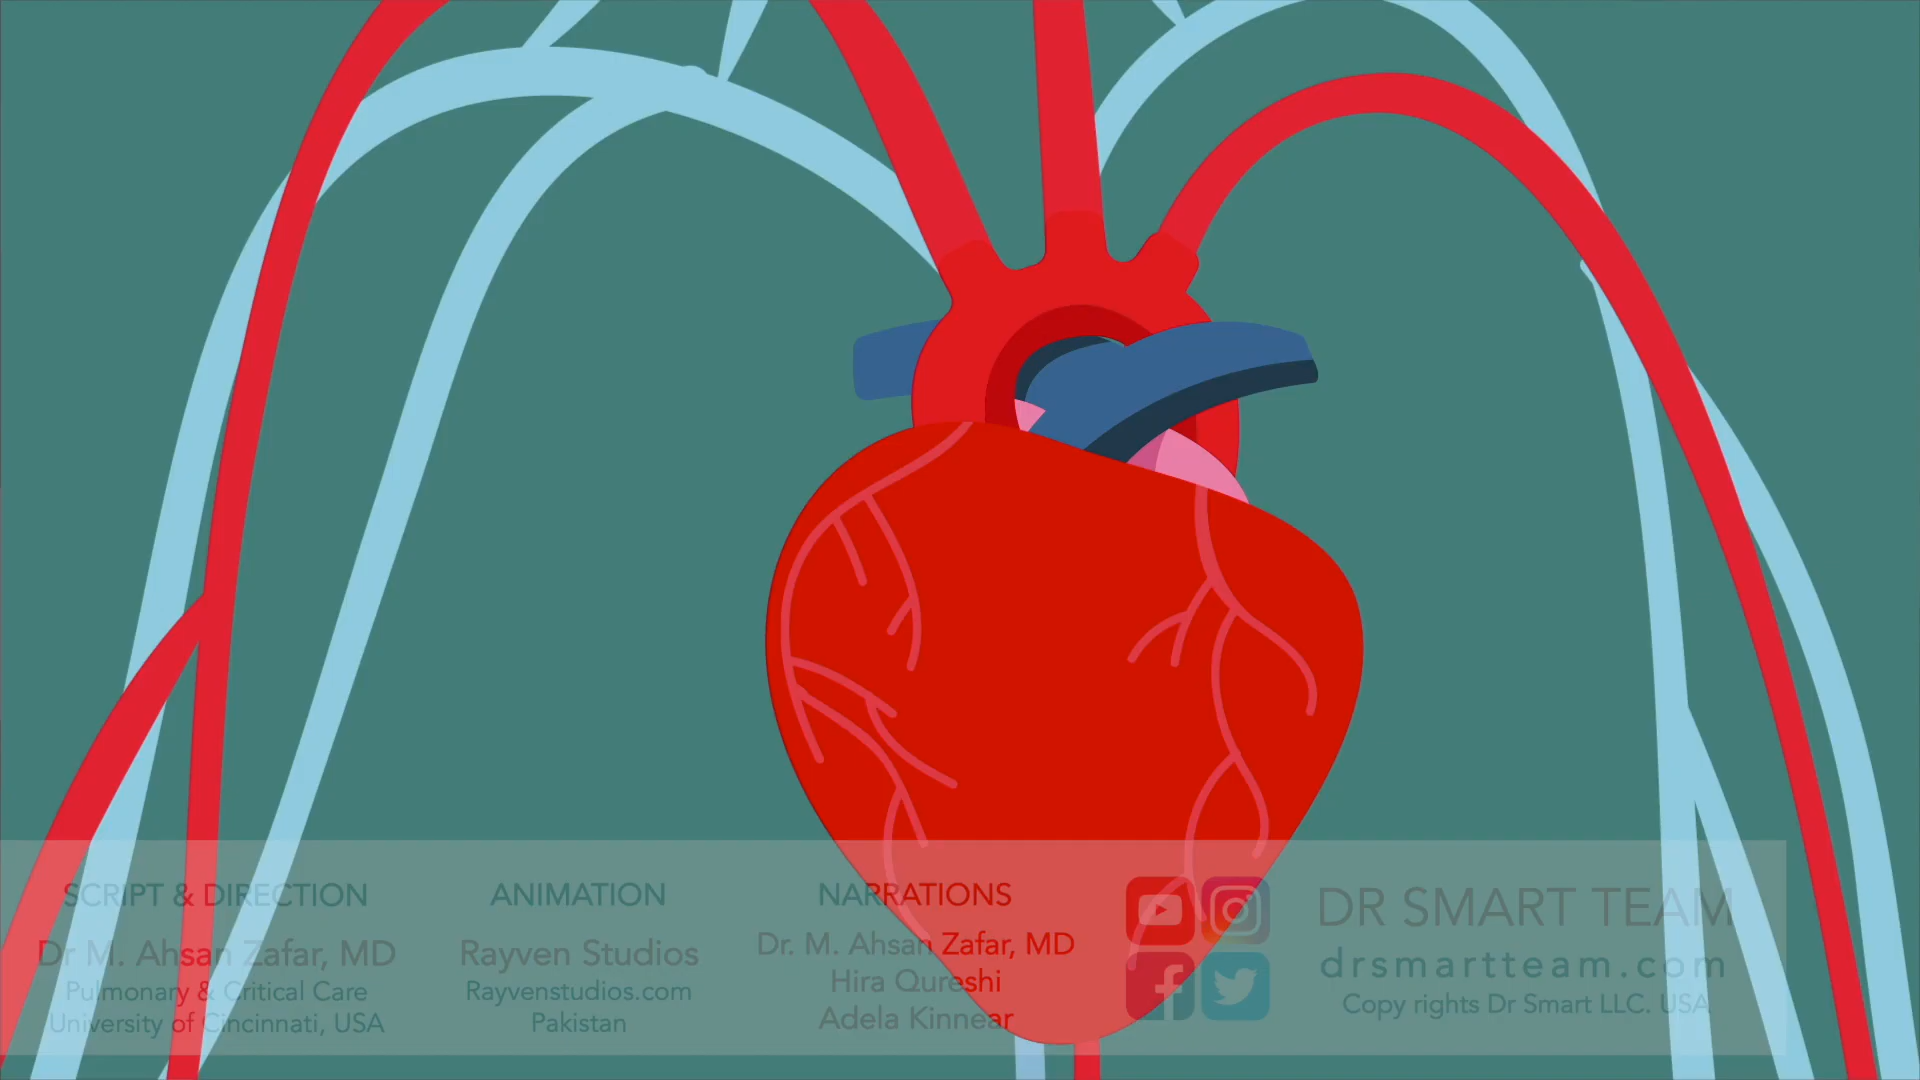 SCRIPT & DIRECTION
Dr M. Ahsan Zafar, MD
Pulmonary & Critical Care
University of Cincinnati, USA
ANIMATION
Rayven Studios
Rayvenstudios.com
Pakistan
NARRATIONS
Dr. M. Ahsan Zafar, MD
Hira Qureshi
Adela Kinnear
DR SMART TEAM
drsmartteam.com
Copy rights Dr Smart LLC. USA